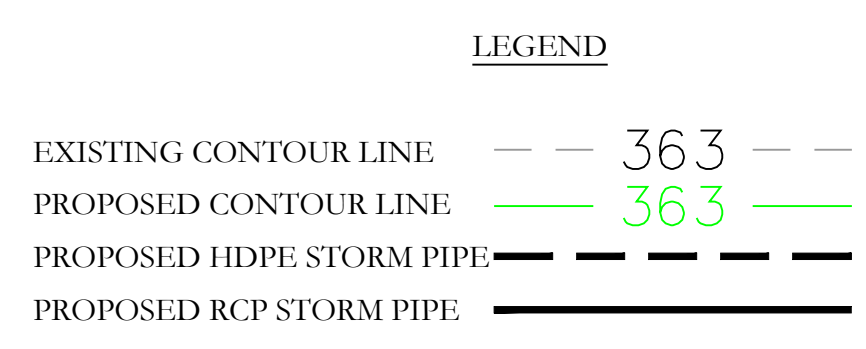 LEGEND
EXISTING CONTOUR LINE 363
PROPOSED CONTOUR LINE 363
PROPOSED HDPE STORM PIPE
PROPOSED RCP STORM PIPE